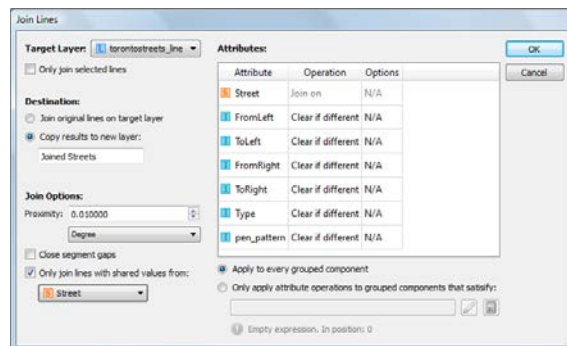 Join Lines
Target Layer: torontostreets_line
Only join selected lines
Destination:
Join original lines on target layer
Copy results to new layer:
Joined Streets
Join Options:
Proximity: 0.010000
Degree
Close segment gaps
Only join lines with shared values from:
Street
Attributes:
Attribute Operation Options
Street Join on N/A
FromLeft Clear if different N/A
ToLeft Clear if different N/A
FromRight Clear if different N/A
ToRight Clear if different N/A
Type Clear if different N/A
pen_pattern Clear if different N/A
Apply to every grouped component
Only apply attribute operations to grouped components that satisfy:
Empty expression. In position: 0
OK
Cancel